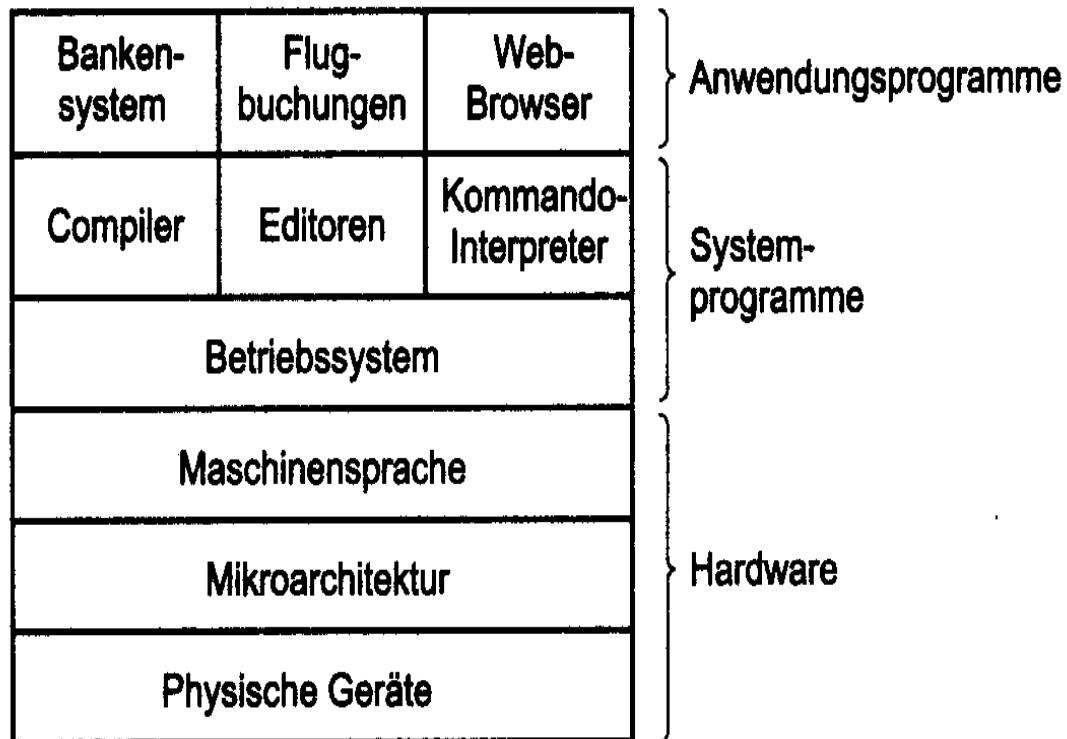 Banken-
system
Flug-
buchungen
Web-
Browser
Anwendungsprogramme
Compiler
Editoren
Kommando-
Interpreter
System-
programme
Betriebssystem
Maschinensprache
Mikroarchitektur
Hardware
Physische Geräte